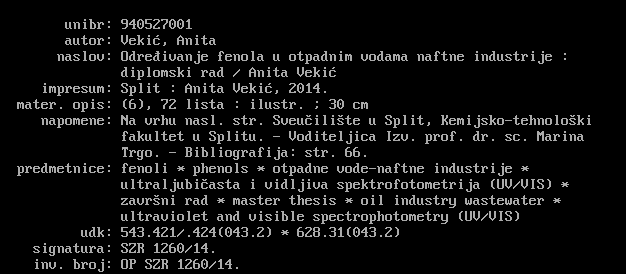 unibr: 940527001
autor: Vekić, Anita
naslov: Određivanje fenola u otpadnim vodama naftne industrije :
diplomski rad / Anita Vekić
impresum: Split : Anita Vekić, 2014.
mater. opis: (6), 72 lista : ilustr. ; 30 cm
napomene: Na vrhu nasl. str. Sveučilište u Split, Kemijsko-tehnološki
fakultet u Splitu. - Voditeljica Izv. prof. dr. sc. Marina
Trgo. - Bibliografija: str. 66.
predmetnice: fenoli * phenols * otpadne vode-naftne industrije *
ultraljubičasta i vidljiva spektrofotometrija (UV/VIS) *
završni rad * master thesis * oil industry wastewater *
ultraviolet and visible spectrophotometry (UV/VIS)
udk: 543.421/.424(043.2) * 628.31(043.2)
signatura: SZR 1260/14.
inv. broj: OP SZR 1260/14.